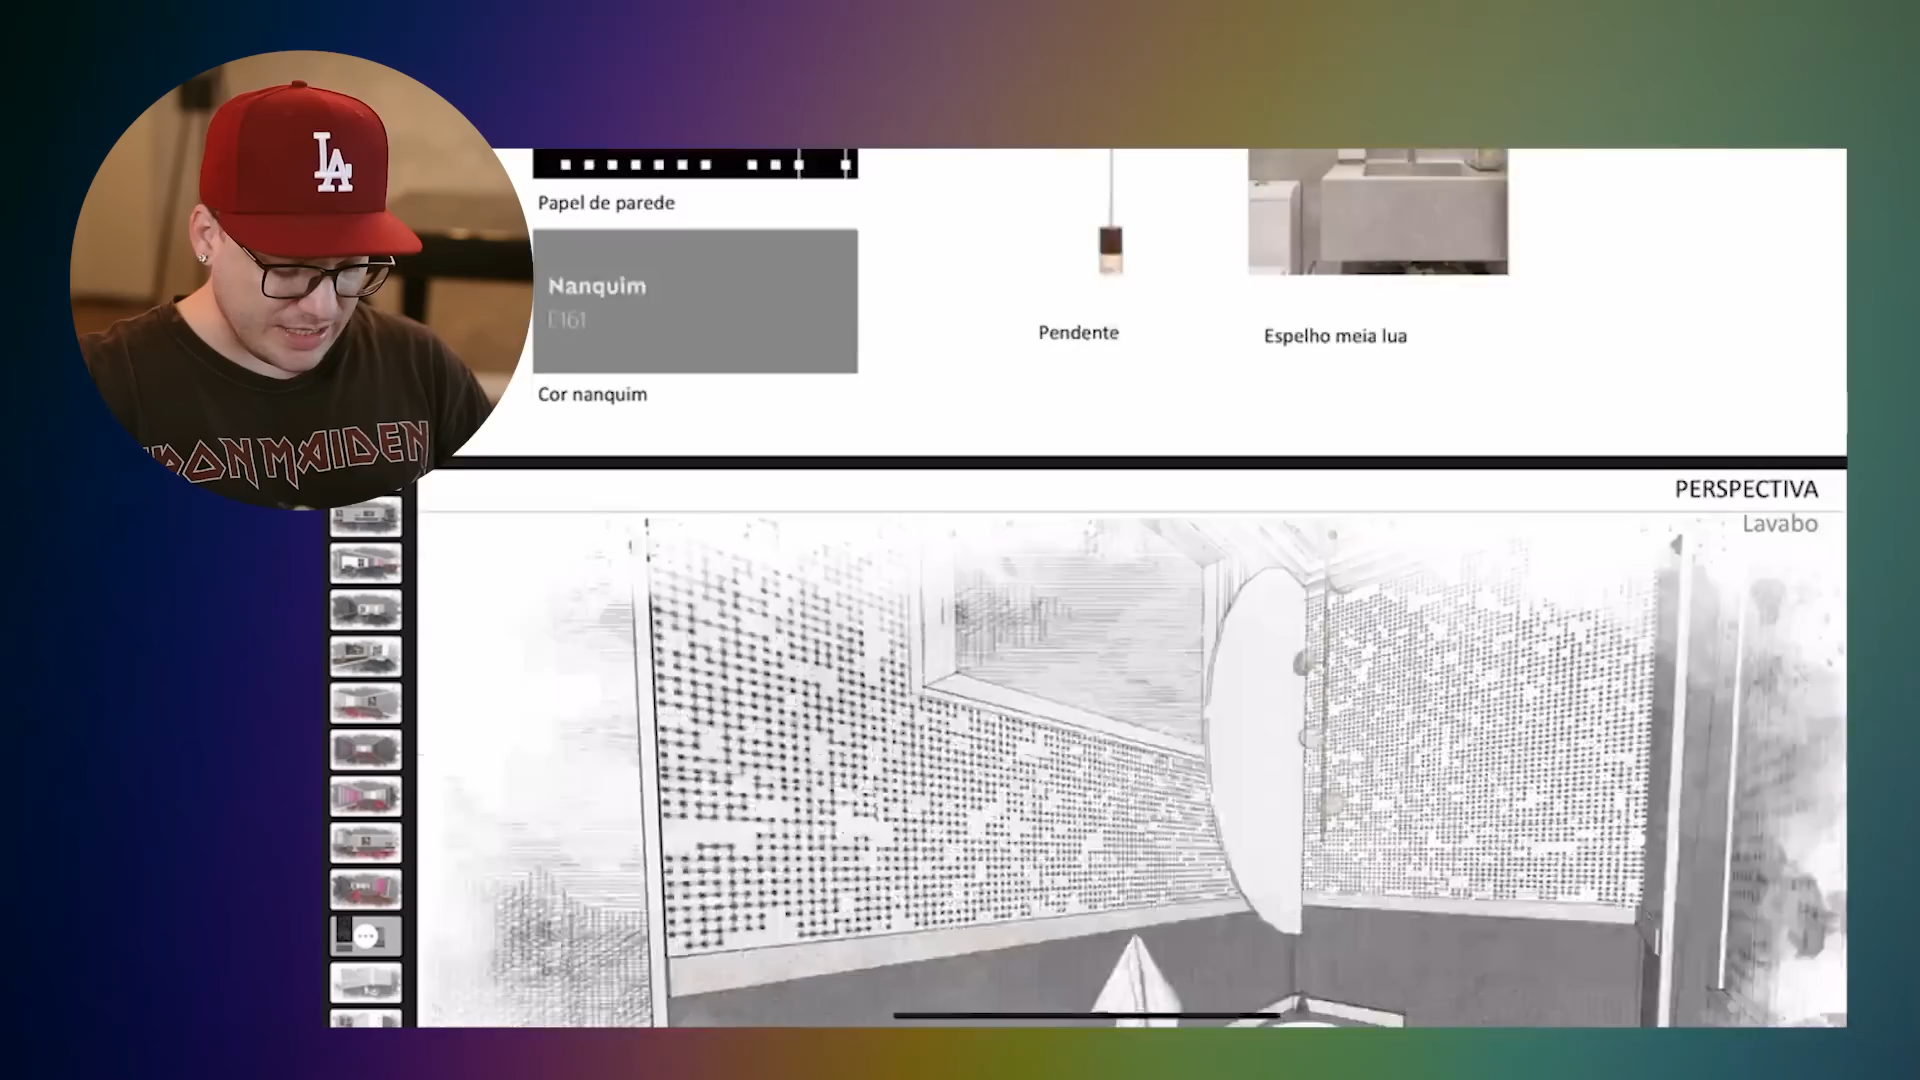 LA
IRON MAIDEN
Papel de parede
Nanquim
E161
Cor nanquim
Pendente
Espelho meia lua
PERSPECTIVA
Lavabo